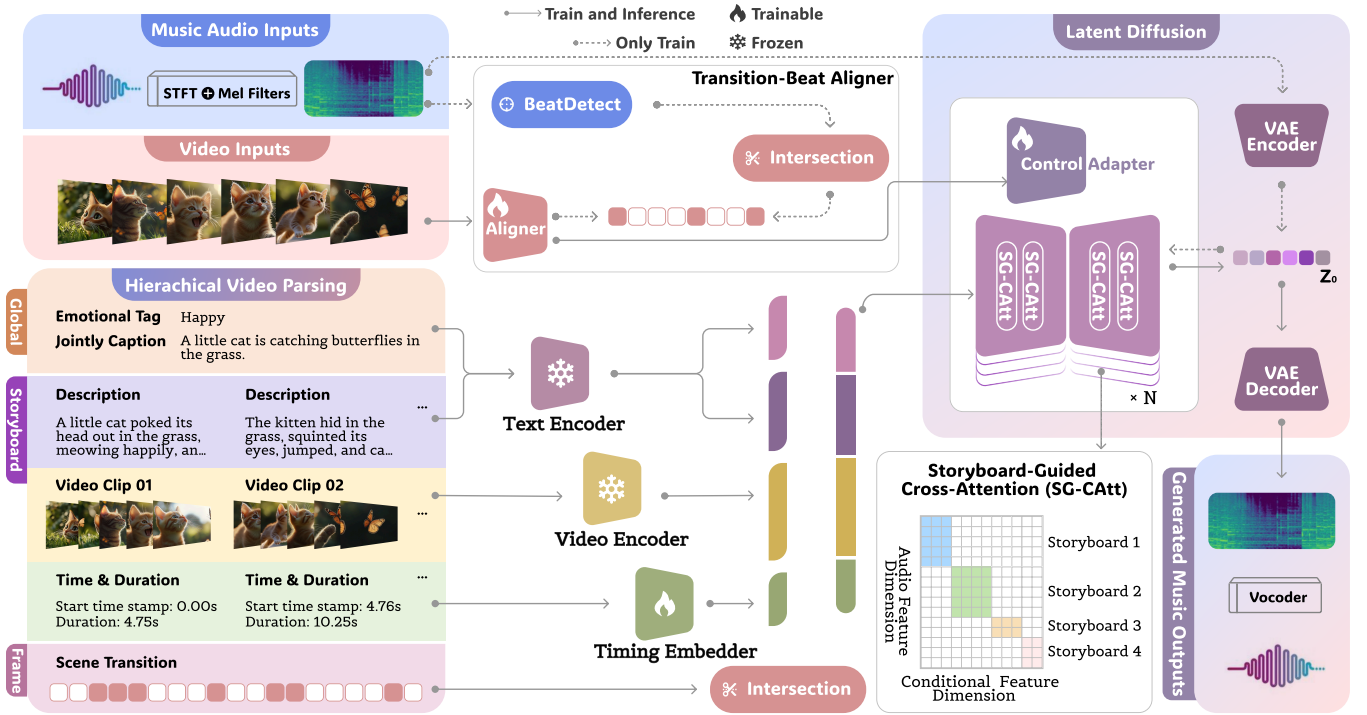 Music Audio Inputs
STFT + Mel Filters
Video Inputs
Train and Inference
Trainable
Only Train
Frozen
Transition-Beat Aligner
BeatDetect
Intersection
Aligner
Latent Diffusion
Control Adapter
VAE
Encoder
SG-CAtt
SG-CAtt
SG-CAtt
SG-CAtt
× N
Z₀
VAE
Decoder
Hierachical Video Parsing
Global
Emotional Tag
Happy
Jointly Caption
A little cat is catching butterflies in
the grass.
Storyboard
Description
A little cat poked its
head out in the grass,
meowing happily, an...
Description
The kitten hid in the
grass, squinted its
eyes, jumped, and ca...
...
Video Clip 01
Video Clip 02
...
Time & Duration
Start time stamp: 0.00s
Duration: 4.75s
Time & Duration
Start time stamp: 4.76s
Duration: 10.25s
...
Frame
Scene Transition
Text Encoder
Video Encoder
Timing Embedder
Intersection
Storyboard-Guided
Cross-Attention (SG-CAtt)
Audio Feature
Dimension
Storyboard 1
Storyboard 2
Storyboard 3
Storyboard 4
Conditional Feature
Dimension
Generated Music Outputs
Vocoder